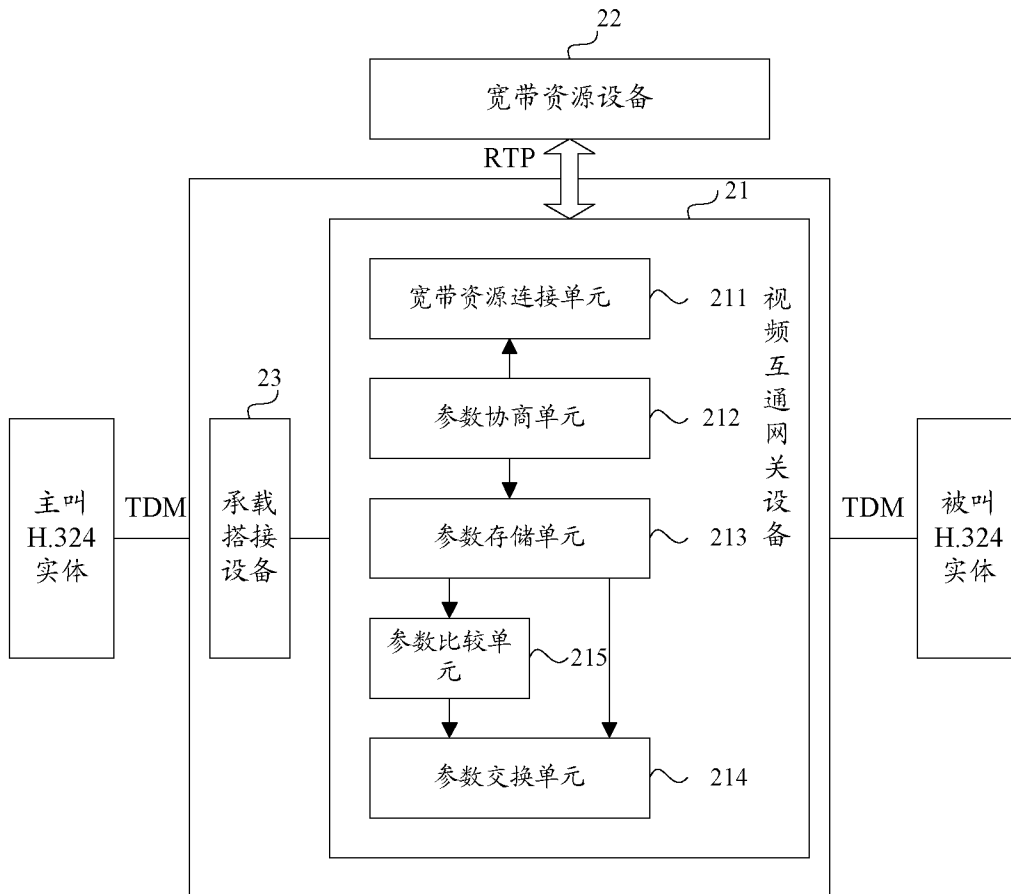 22
宽带资源设备
RTP
21
宽带资源连接单元
211
视频互通网关设备
参数协商单元
212
23
主叫
H.324
实体
TDM
承载
搭接
设备
参数存储单元
213
TDM
被叫
H.324
实体
参数比较单
元
215
参数交换单元
214